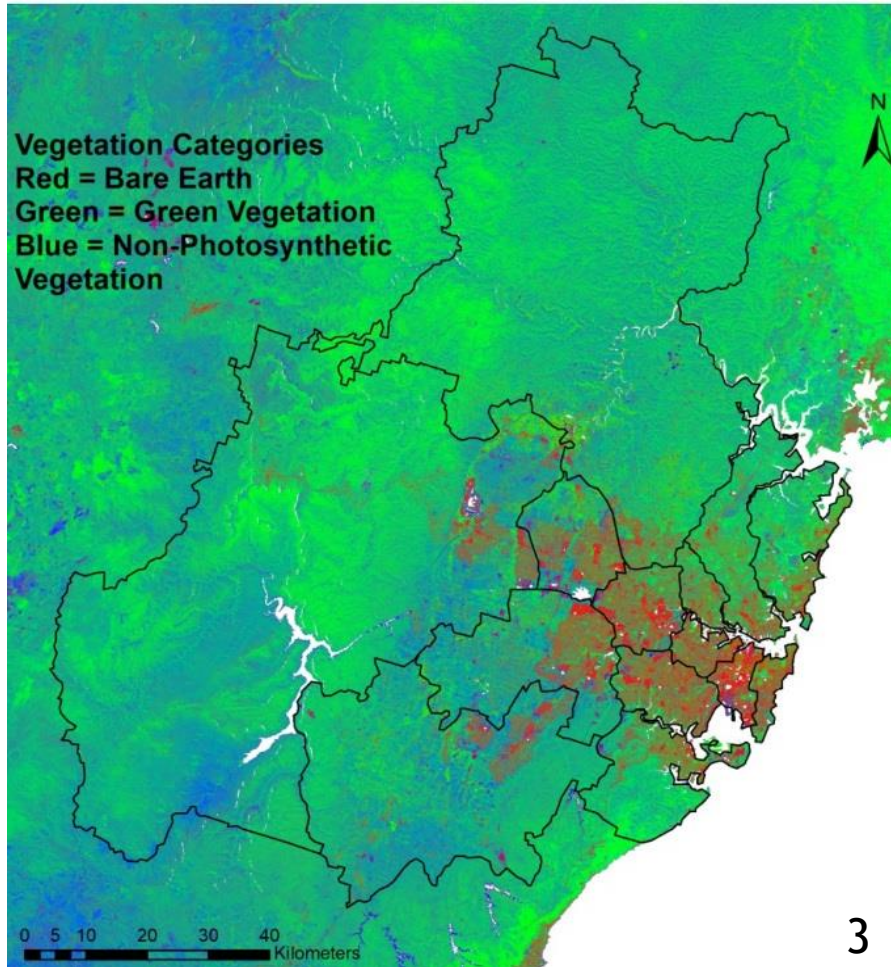 N
Vegetation Categories
Red = Bare Earth
Green = Green Vegetation
Blue = Non-Photosynthetic
Vegetation
0 5 10 20 30 40
Kilometers
3